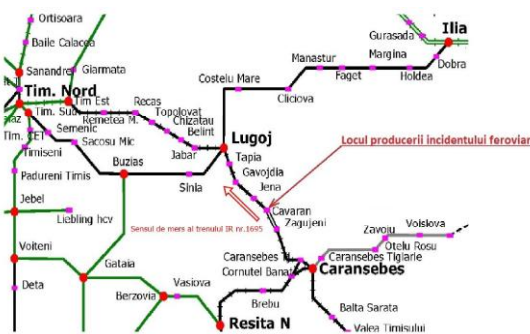 Ortisoara
Baile Calacea
Sanandrei
Giarmata
Tim. Nord
Tim Est
Tim. Sud
Remetea M.
Recas
Topolovat
Chizatau
Belint
Jabar
Tim. CET
Semenic
Sacosu Mic
Timiseni
Padureni Timis
Buzias
Sinia
Lugoj
Costeiu Mare
Cliciova
Manastur
Faget
Margina
Holdea
Dobra
Gurasada
Ilia
Locul producerii incidentului feroviar
Tapia
Gavojdia
Jena
Cavaran
Zagujeni
Sensul de mers al trenului IR nr.1695
Jebel
Liebling hcv
Voiteni
Deta
Gataia
Berzovia
Vasiova
Resita N
Brebu
Cornutel Banat
Caransebes
Caransebes Tiglarie
Otelu Rosu
Zavoiu
Voislova
Balta Sarata
Valea Timisului